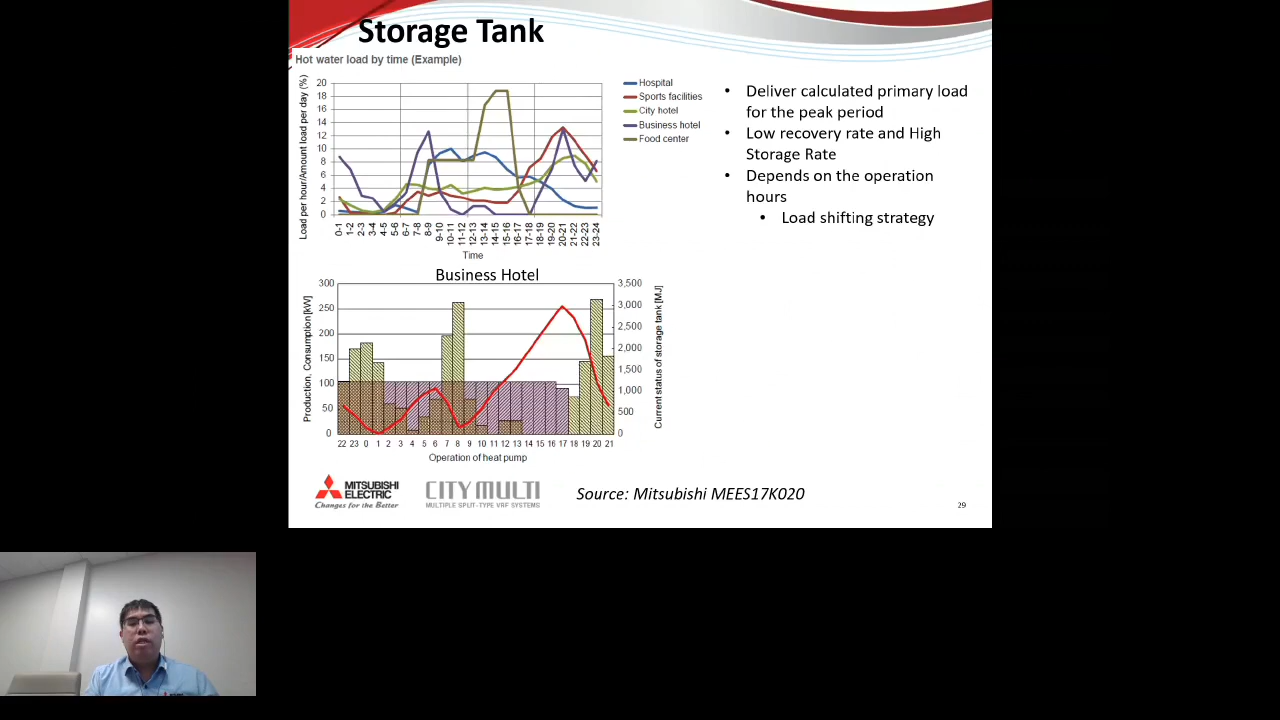 Storage Tank
Hot water load by time (Example)
Load per hour/Amount load per day (%)
20
18
16
14
12
10
8
6
4
2
0
0-1 1-2 2-3 3-4 4-5 5-6 6-7 7-8 8-9 9-10 10-11 11-12 12-13 13-14 14-15 15-16 16-17 17-18 18-19 19-20 20-21 21-22 22-23 23-24
Time
Hospital
Sports facilities
City hotel
Business hotel
Food center
• Deliver calculated primary load
for the peak period
• Low recovery rate and High
Storage Rate
• Depends on the operation
hours
• Load shifting strategy
Business Hotel
Production, Consumption[kW]
300
250
200
150
100
50
0
3,500
3,000
2,500
2,000
1,500
1,000
500
0
Current status of storage tank [MJ]
22 23 0 1 2 3 4 5 6 7 8 9 10 11 12 13 14 15 16 17 18 19 20 21
Operation of heat pump
MITSUBISHI
ELECTRIC
Changes for the Better
CITY MULTI
MULTIPLE SPLIT-TYPE VRF SYSTEMS
Source: Mitsubishi MEES17K020
29